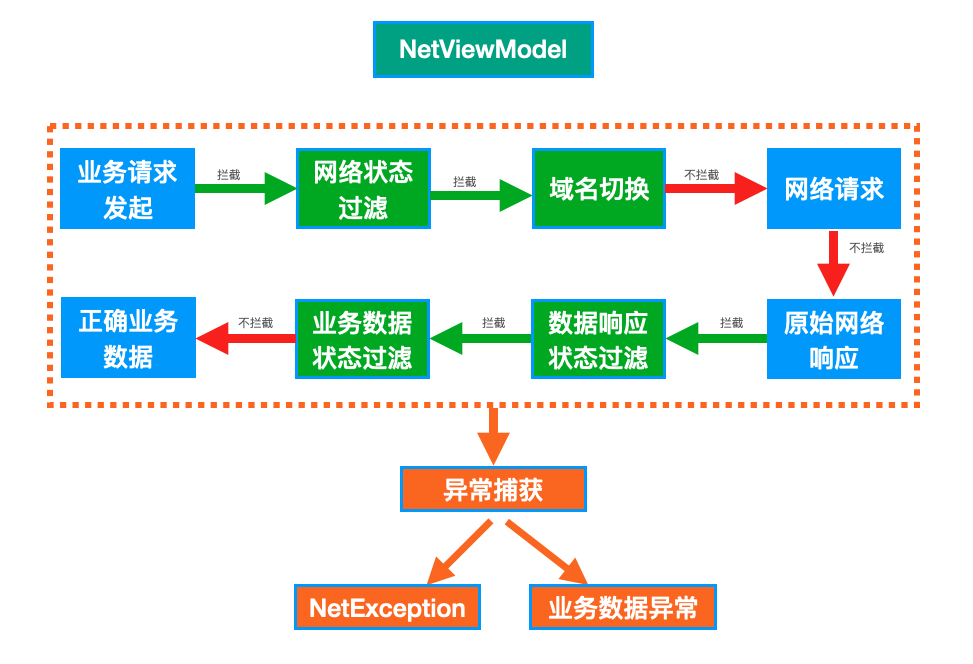 NetViewModel
业务请求
发起
拦截
网络状态
过滤
拦截
域名切换
不拦截
网络请求
不拦截
原始网络
响应
拦截
数据响应
状态过滤
拦截
业务数据
状态过滤
不拦截
正确业务
数据
异常捕获
NetException
业务数据异常